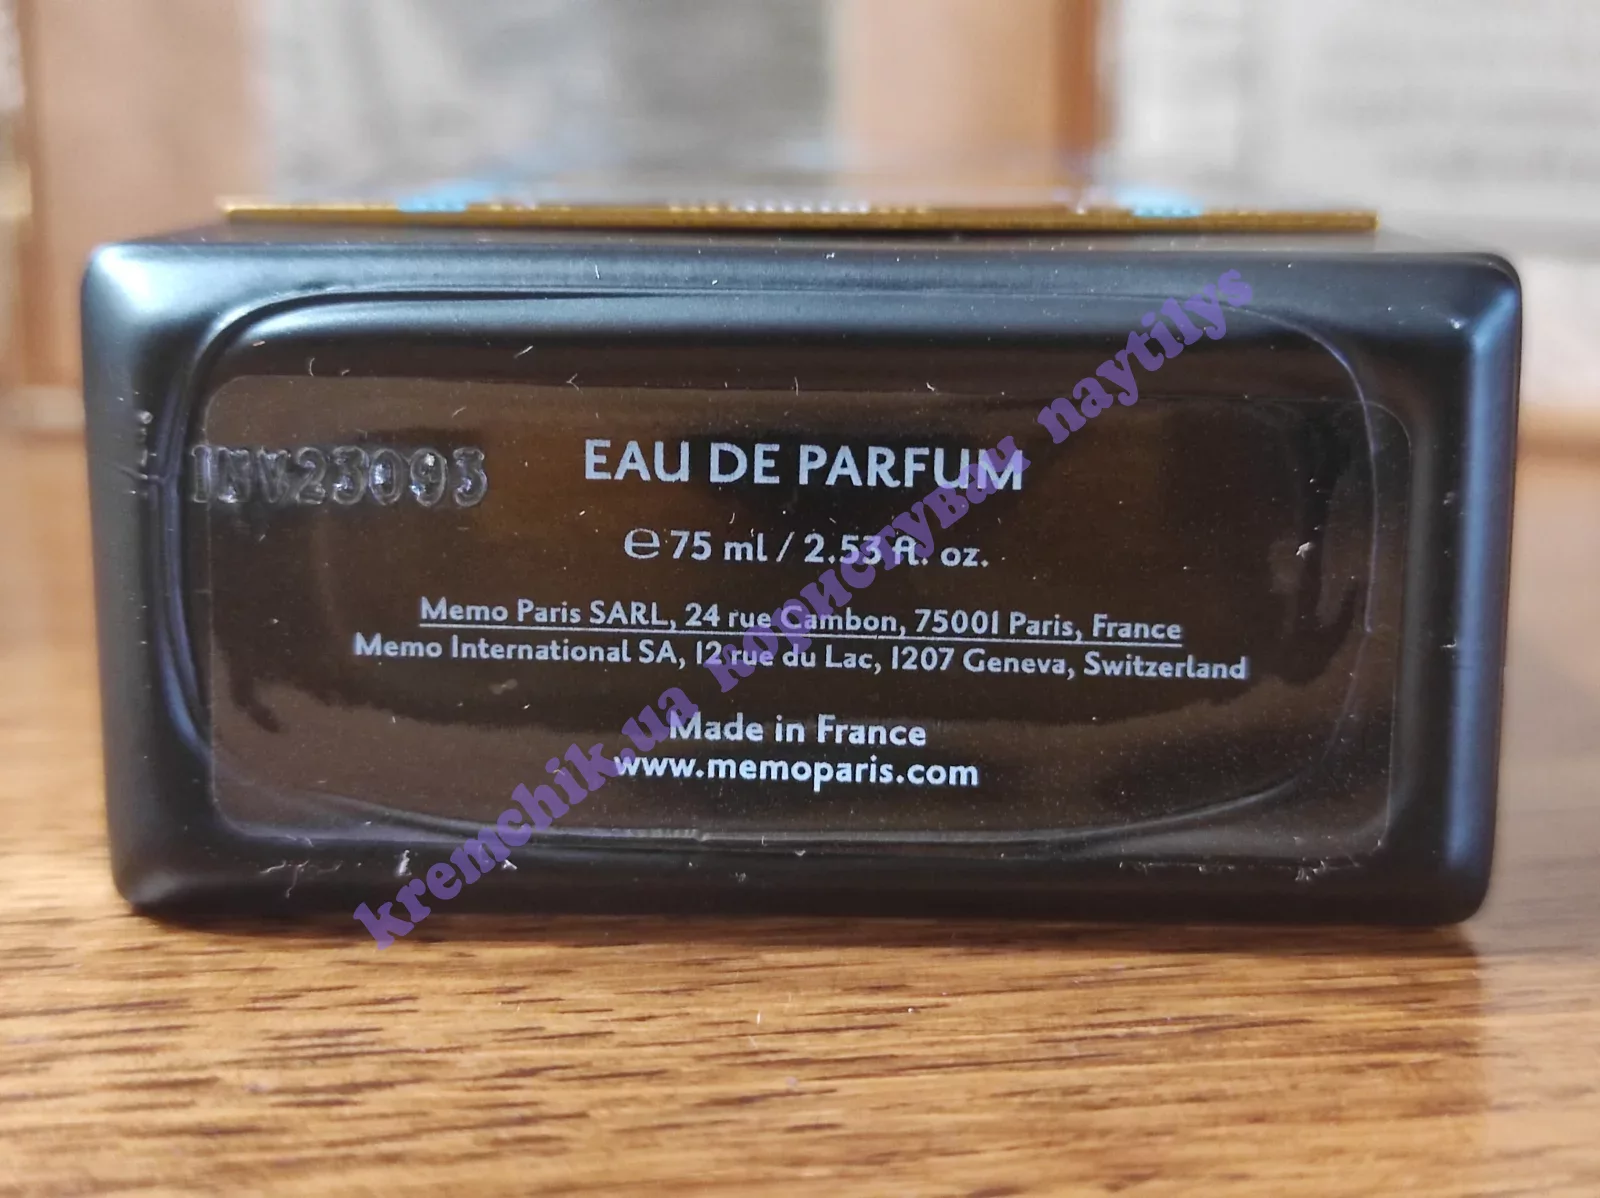 INV23093
EAU DE PARFUM
℮ 75 ml / 2.53 fl. oz.
Memo Paris SARL, 24 rue Cambon, 75001 Paris, France
Memo International SA, 12 rue du Lac, 1207 Geneva, Switzerland
Made in France
www.memoparis.com
kremchik.ua користувач naytilys